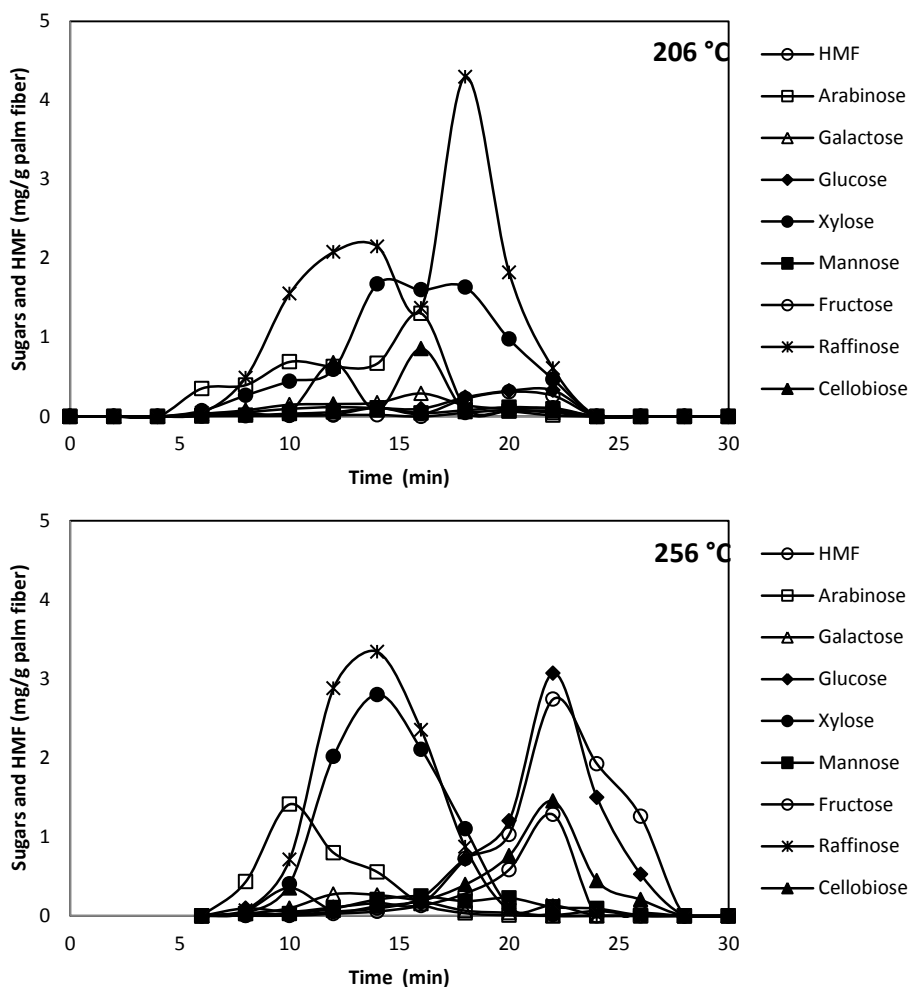 Sugars and HMF (mg/g palm fiber)
5
4
3
2
1
0
0 5 10 15 20 25 30
Time (min)
206 °C
HMF
Arabinose
Galactose
Glucose
Xylose
Mannose
Fructose
Raffinose
Cellobiose
Sugars and HMF (mg/g palm fiber)
5
4
3
2
1
0
0 5 10 15 20 25 30
Time (min)
256 °C
HMF
Arabinose
Galactose
Glucose
Xylose
Mannose
Fructose
Raffinose
Cellobiose